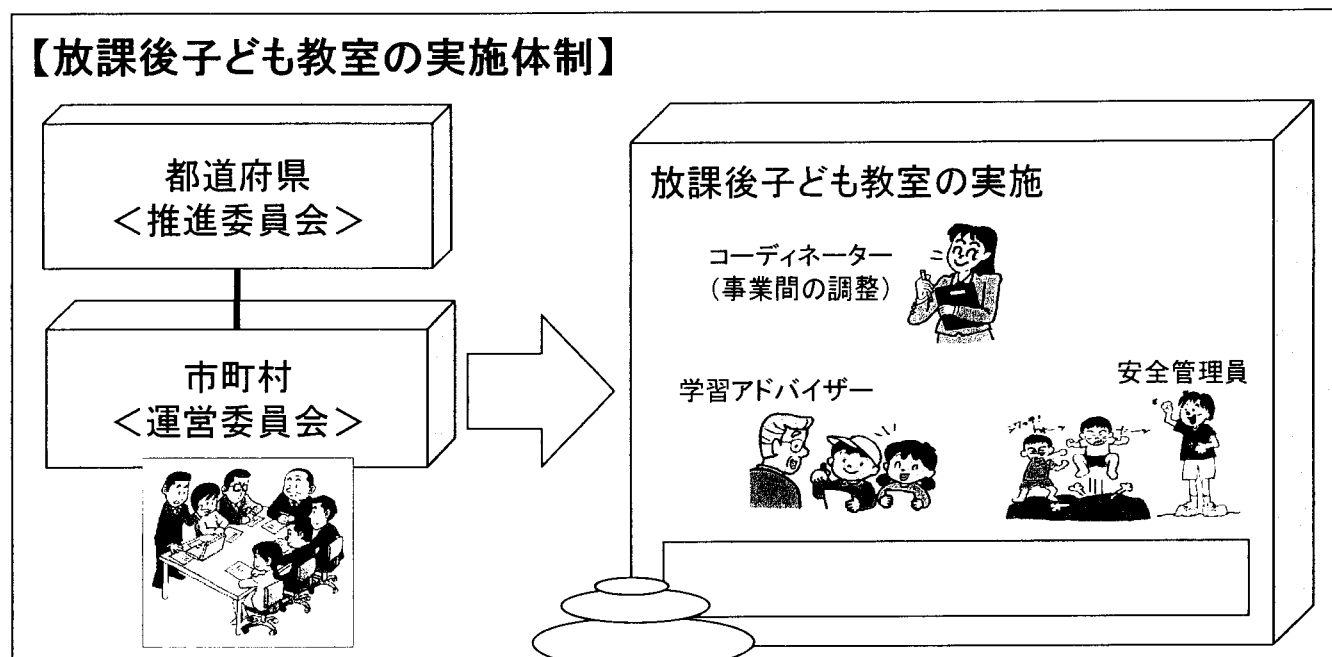 【放課後子ども教室の実施体制】
都道府県
＜推進委員会＞
市町村
＜運営委員会＞
放課後子ども教室の実施
コーディネーター
（事業間の調整）
学習アドバイザー
安全管理員